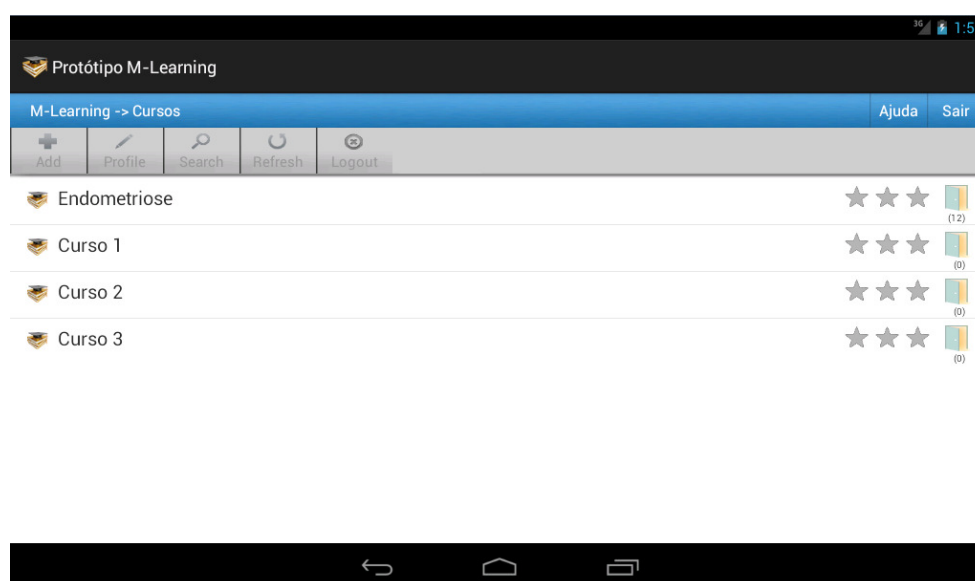 3G 1:5
Protótipo M-Learning
M-Learning -> Cursos Ajuda Sair
Add Profile Search Refresh Logout
Endometriose
(12)
Curso 1
(0)
Curso 2
(0)
Curso 3
(0)